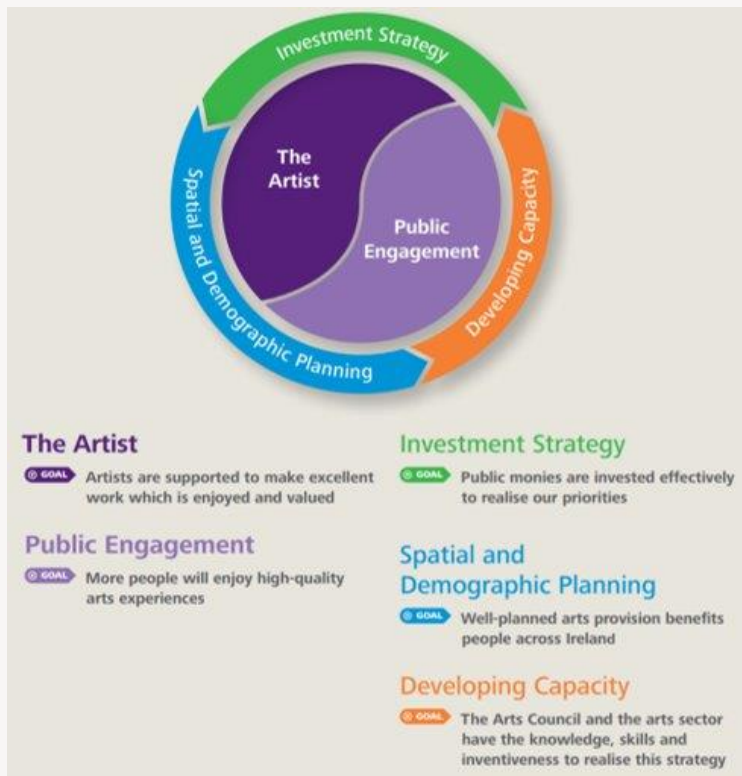 Investment Strategy
The
Artist
Public
Engagement
Spatial and Demographic Planning
Developing Capacity
The Artist
GOAL Artists are supported to make excellent
work which is enjoyed and valued
Public Engagement
GOAL More people will enjoy high-quality
arts experiences
Investment Strategy
GOAL Public monies are invested effectively
to realise our priorities
Spatial and
Demographic Planning
GOAL Well-planned arts provision benefits
people across Ireland
Developing Capacity
GOAL The Arts Council and the arts sector
have the knowledge, skills and
inventiveness to realise this strategy